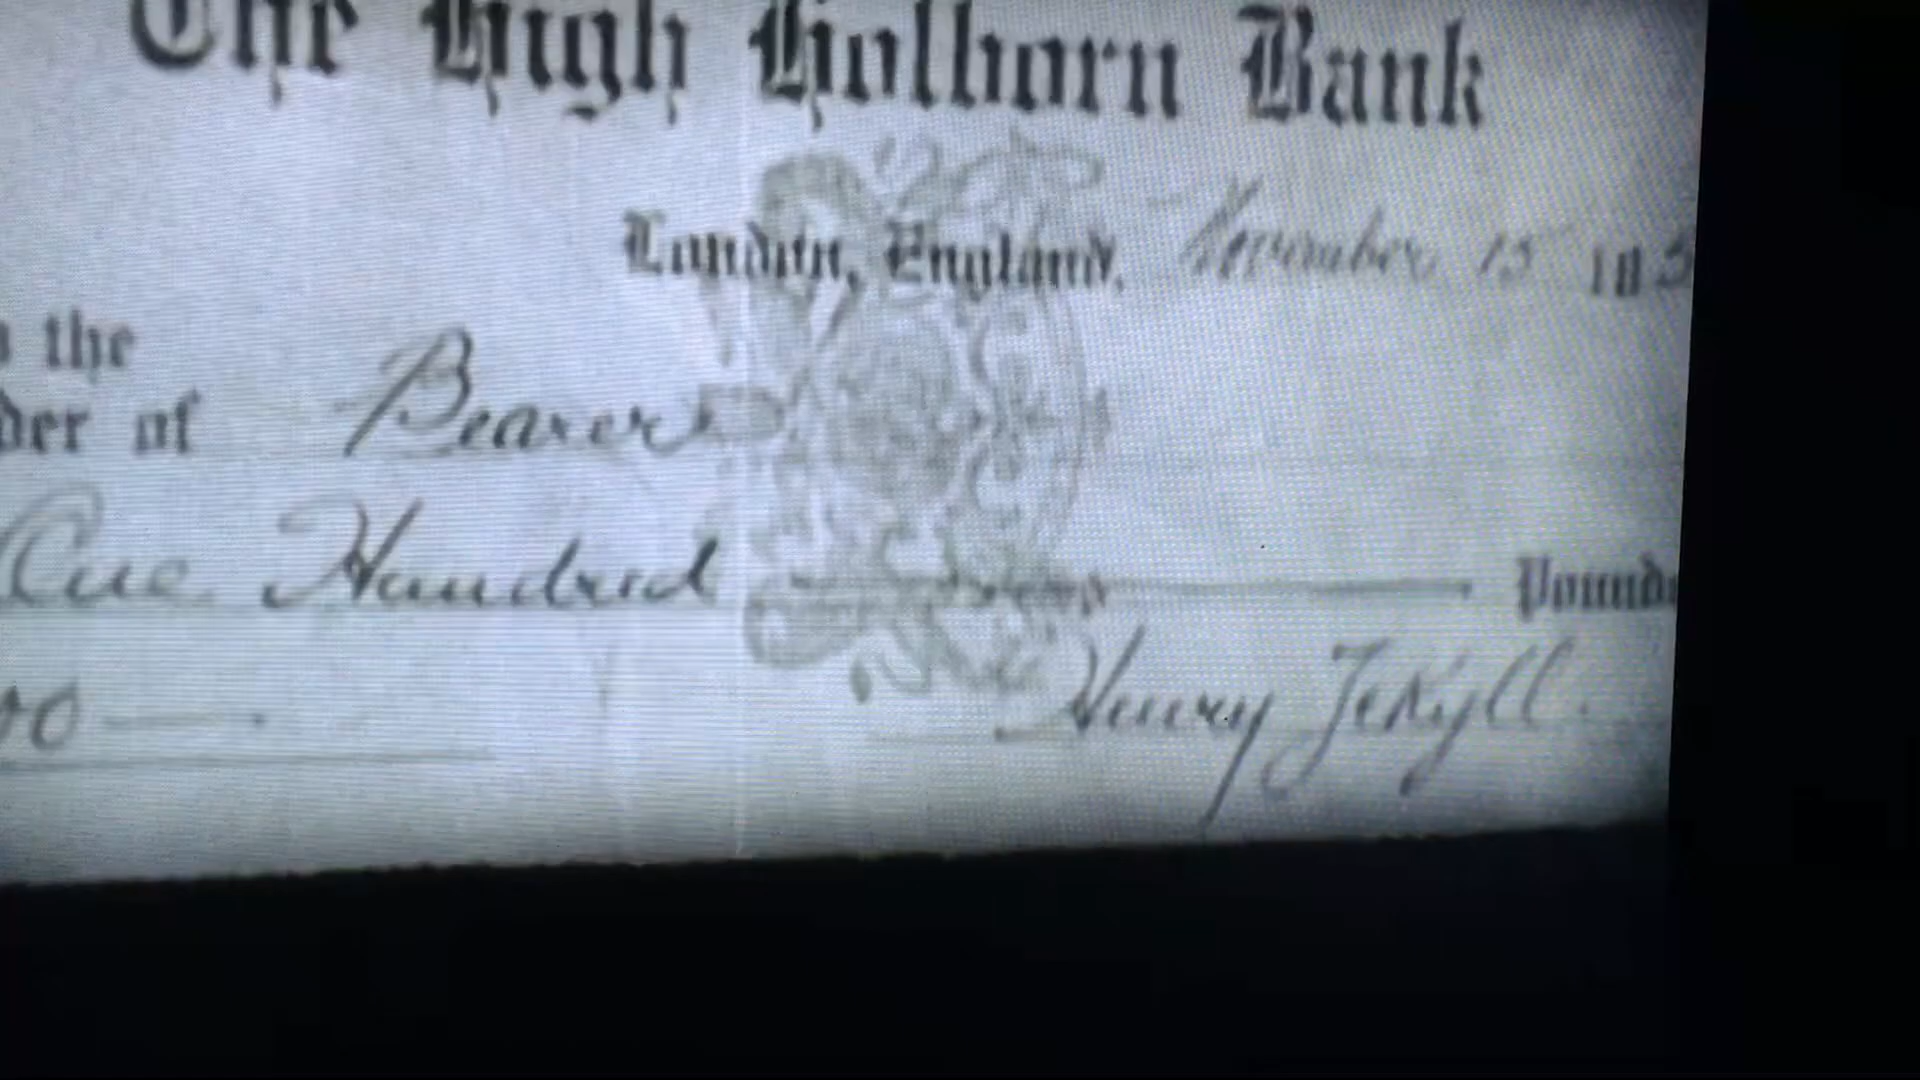 The High Holborn Bank
London, England, November 15 18
the
der of Bearer
One Hundred Pounds
00
Henry Jekyll.